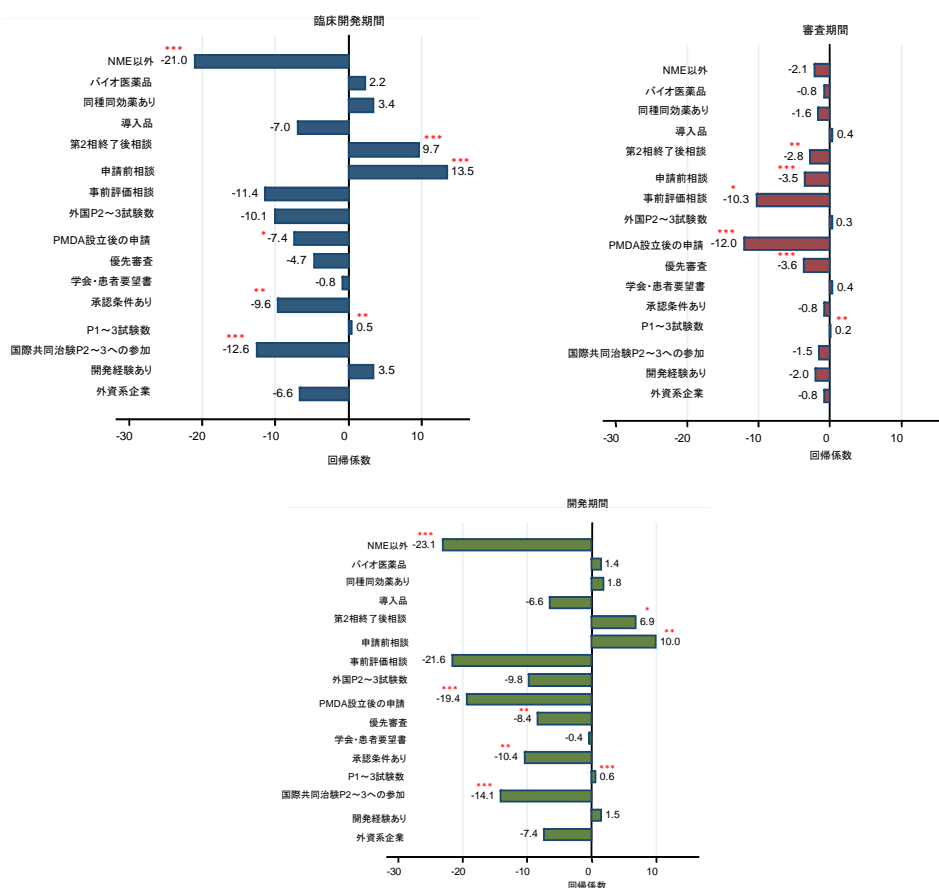 臨床開発期間
***
NME以外 -21.0
バイオ医薬品 2.2
同種同効薬あり 3.4
導入品 -7.0
***
第2相終了後相談 9.7
***
申請前相談 13.5
事前評価相談 -11.4
外国P2～3試験数 -10.1
PMDA設立後の申請 *-7.4
優先審査 -4.7
学会・患者要望書 -0.8
**
承認条件あり -9.6
**
P1～3試験数 0.5
***
国際共同治験P2～3への参加 -12.6
開発経験あり 3.5
外資系企業 -6.6
-30 -20 -10 0 10
回帰係数
審査期間
NME以外 -2.1
バイオ医薬品 -0.8
同種同効薬あり -1.6
導入品 0.4
**
第2相終了後相談 -2.8
***
申請前相談 -3.5
*
事前評価相談 -10.3
外国P2～3試験数 0.3
***
PMDA設立後の申請 -12.0
***
優先審査 -3.6
学会・患者要望書 0.4
承認条件あり -0.8
**
P1～3試験数 0.2
国際共同治験P2～3への参加 -1.5
開発経験あり -2.0
外資系企業 -0.8
-30 -20 -10 0 10
回帰係数
開発期間
***
NME以外 -23.1
バイオ医薬品 1.4
同種同効薬あり 1.8
導入品 -6.6
*
第2相終了後相談 6.9
**
申請前相談 10.0
事前評価相談 -21.6
外国P2～3試験数 -9.8
***
PMDA設立後の申請 -19.4
**
優先審査 -8.4
学会・患者要望書 -0.4
**
承認条件あり -10.4
***
P1～3試験数 0.6
***
国際共同治験P2～3への参加 -14.1
開発経験あり 1.5
外資系企業 -7.4
-30 -20 -10 0 10
回帰係数